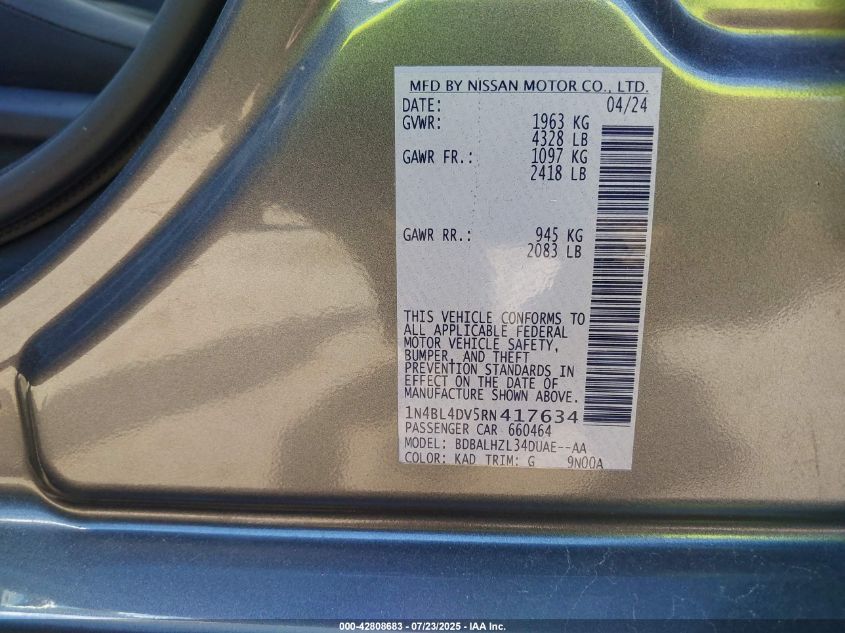 MFD BY NISSAN MOTOR CO., LTD.
DATE: 04/24
GVWR: 1963 KG
4328 LB
GAWR FR.: 1097 KG
2418 LB
GAWR RR.: 945 KG
2083 LB
THIS VEHICLE CONFORMS TO
ALL APPLICABLE FEDERAL
MOTOR VEHICLE SAFETY,
BUMPER, AND THEFT
PREVENTION STANDARDS IN
EFFECT ON THE DATE OF
MANUFACTURE SHOWN ABOVE.
1N4BL4DV5RN417634
PASSENGER CAR 660464
MODEL: BDBALHZL34DUAE--AA
COLOR: KAD TRIM: G 9N00A
000-42808683 - 07/23/2025 - IAA Inc.